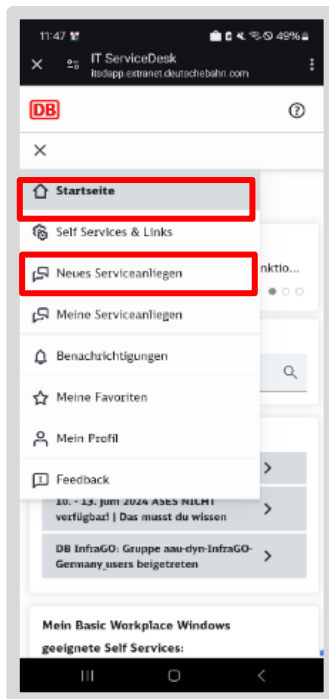 11:47
49%
IT ServiceDesk
itsdapp.extranet.deutschebahn.com
DB
Startseite
Self Services & Links
Neues Serviceanliegen
nktio...
Meine Serviceanliegen
Benachrichtigungen
Meine Favoriten
Mein Profil
Feedback
10. - 13. Juni 2024 ASES NICHT
verfügbar! | Das musst du wissen
DB InfraGO: Gruppe aau-dyn-InfraGO-
Germany_users beigetreten
Mein Basic Workplace Windows
geeignete Self Services: